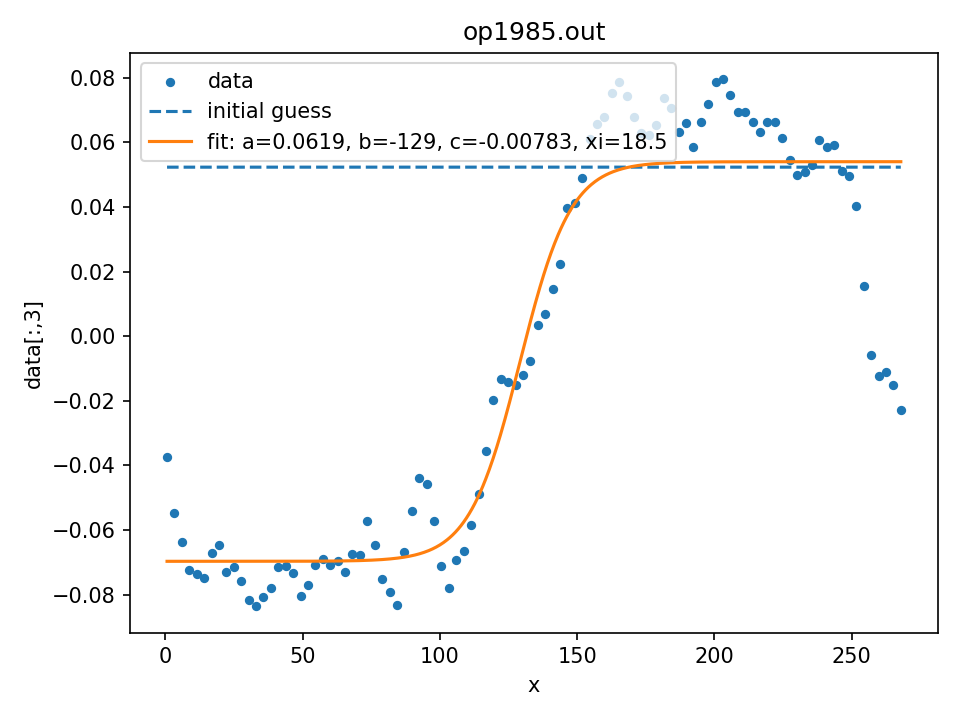 op1985.out
data
initial guess
fit: a=0.0619, b=-129, c=-0.00783, xi=18.5
0.08
0.06
0.04
0.02
0.00
−0.02
−0.04
−0.06
−0.08
data[:,3]
0
50
100
150
200
250
x